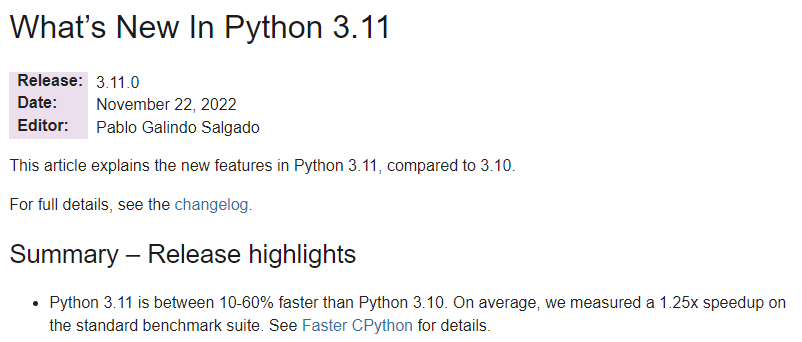 What’s New In Python 3.11
Release: 3.11.0
Date: November 22, 2022
Editor: Pablo Galindo Salgado
This article explains the new features in Python 3.11, compared to 3.10.
For full details, see the changelog.
Summary – Release highlights
• Python 3.11 is between 10-60% faster than Python 3.10. On average, we measured a 1.25x speedup on
the standard benchmark suite. See Faster CPython for details.